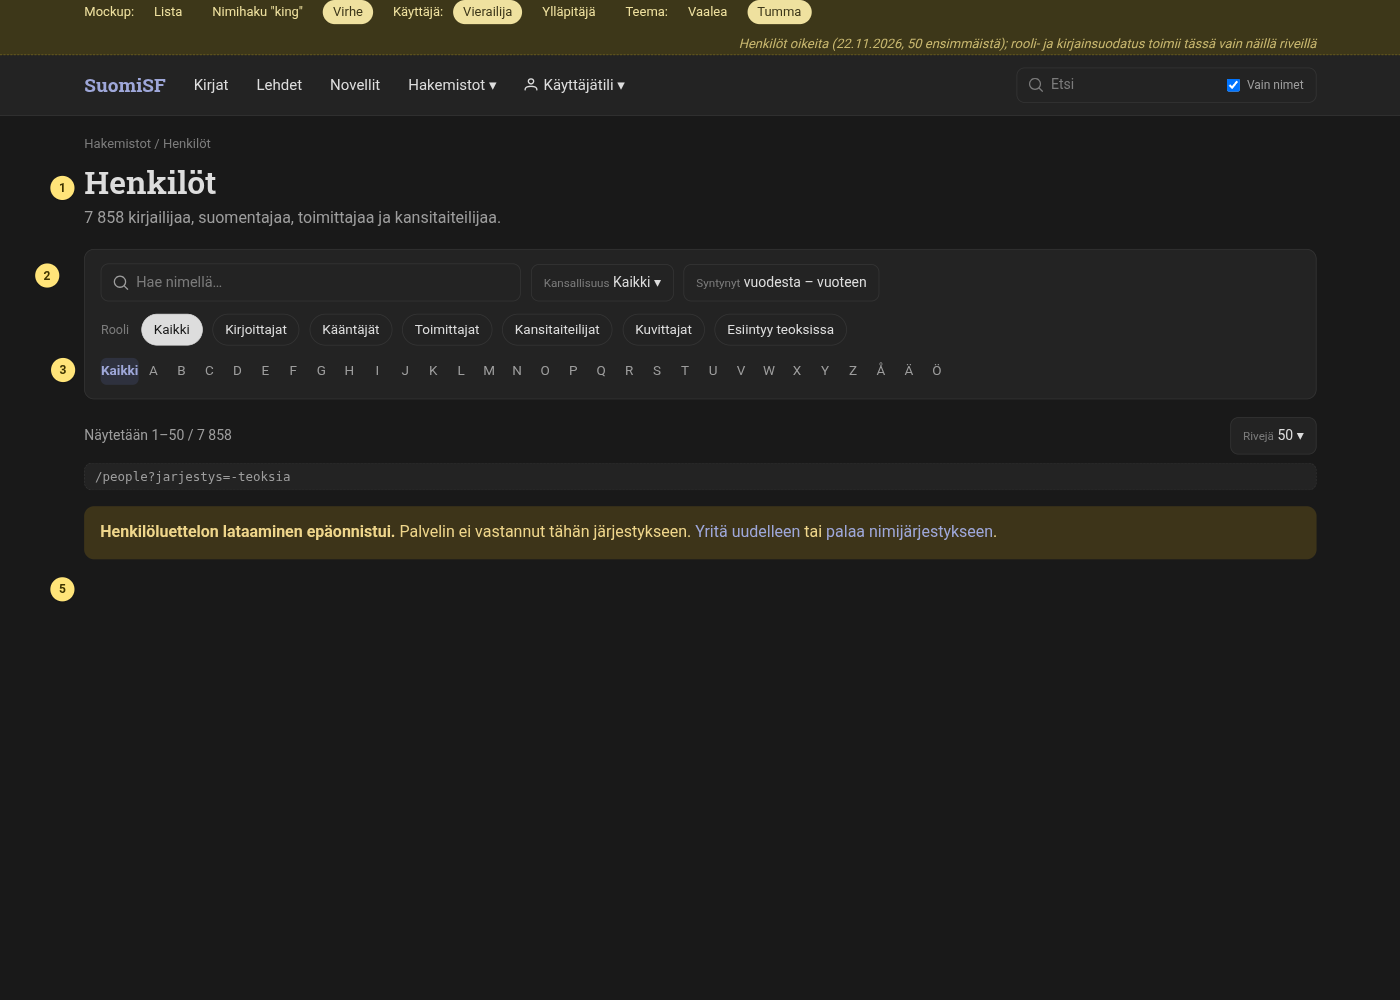 Mockup: Lista Nimihaku "king" Virhe Käyttäjä: Vierailija Ylläpitäjä Teema: Vaalea Tumma
Henkilöt oikeita (22.11.2026, 50 ensimmäistä); rooli- ja kirjainsuodatus toimii tässä vain näillä riveillä
SuomiSF Kirjat Lehdet Novellit Hakemistot ▾ Käyttäjätili ▾ Etsi Vain nimet
Hakemistot / Henkilöt
1 Henkilöt
7 858 kirjailijaa, suomentajaa, toimittajaa ja kansitaiteilijaa.
2 Hae nimellä… Kansallisuus Kaikki ▾ Syntynyt vuodesta – vuoteen
Rooli Kaikki Kirjoittajat Kääntäjät Toimittajat Kansitaiteilijat Kuvittajat Esiintyy teoksissa
3 Kaikki A B C D E F G H I J K L M N O P Q R S T U V W X Y Z Å Ä Ö
Näytetään 1–50 / 7 858 Rivejä 50 ▾
/people?jarjestys=-teoksia
Henkilöluettelon lataaminen epäonnistui. Palvelin ei vastannut tähän järjestykseen. Yritä uudelleen tai palaa nimijärjestykseen.
5